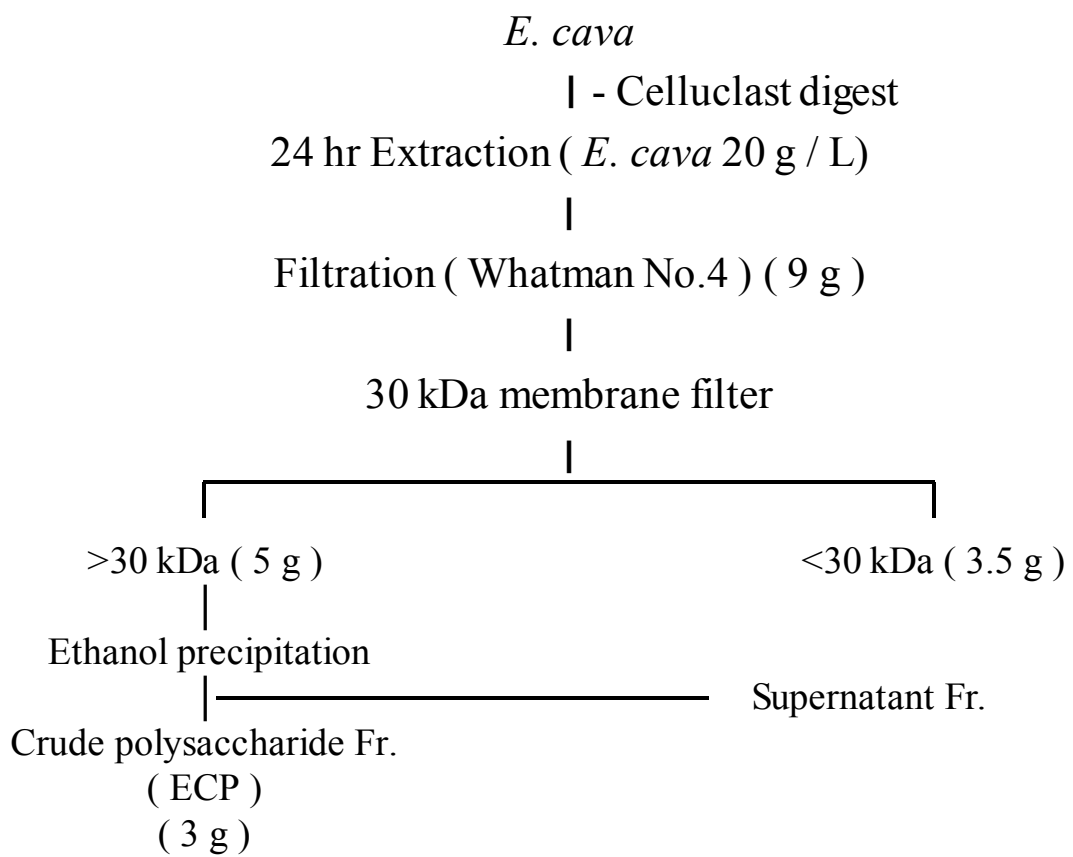 E. cava
- Celluclast digest
24 hr Extraction ( E. cava 20 g / L)
Filtration ( Whatman No.4 ) ( 9 g )
30 kDa membrane filter
>30 kDa ( 5 g )
<30 kDa ( 3.5 g )
Ethanol precipitation
Supernatant Fr.
Crude polysaccharide Fr.
( ECP )
( 3 g )